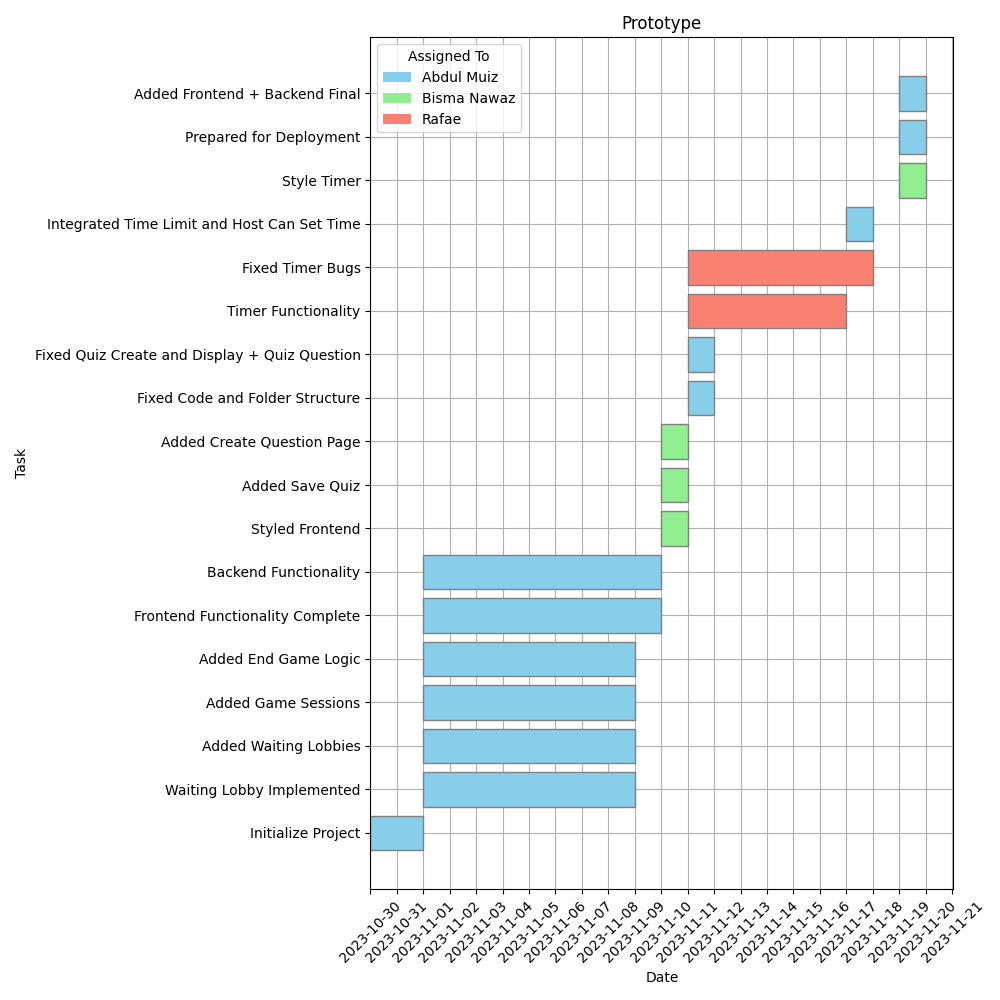 Prototype
Assigned To
Abdul Muiz
Bisma Nawaz
Rafae
Added Frontend + Backend Final
Prepared for Deployment
Style Timer
Integrated Time Limit and Host Can Set Time
Fixed Timer Bugs
Timer Functionality
Fixed Quiz Create and Display + Quiz Question
Fixed Code and Folder Structure
Added Create Question Page
Added Save Quiz
Styled Frontend
Backend Functionality
Frontend Functionality Complete
Added End Game Logic
Added Game Sessions
Added Waiting Lobbies
Waiting Lobby Implemented
Initialize Project
Task
2023-10-30
2023-10-31
2023-11-01
2023-11-02
2023-11-03
2023-11-04
2023-11-05
2023-11-06
2023-11-07
2023-11-08
2023-11-09
2023-11-10
2023-11-11
2023-11-12
2023-11-13
2023-11-14
2023-11-15
2023-11-16
2023-11-17
2023-11-18
2023-11-19
2023-11-20
2023-11-21
Date